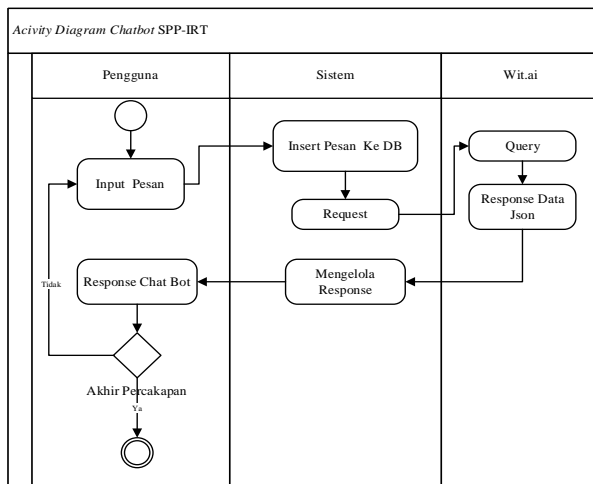 Acivity Diagram Chatbot SPP-IRT
Pengguna
Sistem
Wit.ai
Input Pesan
Insert Pesan Ke DB
Query
Request
Response Data
Json
Response Chat Bot
Mengelola
Response
Tidak
Akhir Percakapan
Ya